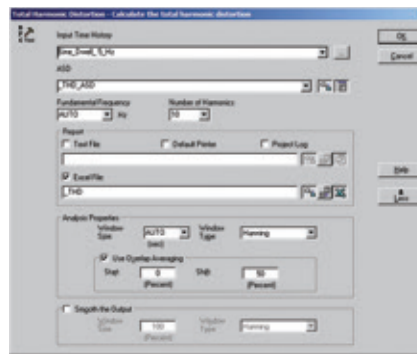 Total Harmonic Distortion - Calculate the total harmonic distortion
Input Time History
OK
Cancel
ASD
_THD_ASD
Fundamental Frequency
Number of Harmonics
AUTO
Hz
10
Report
Text File
Default Printer
Project Log
Excel File
_THD
Help
Less
Analysis Properties
Window Size
AUTO
(sec)
Window Type
Hanning
Use Overlap Averaging
Start
0
(Percent)
Shift
50
(Percent)
Smooth the Output
Window Size
100
(Percent)
Window Type
Hanning